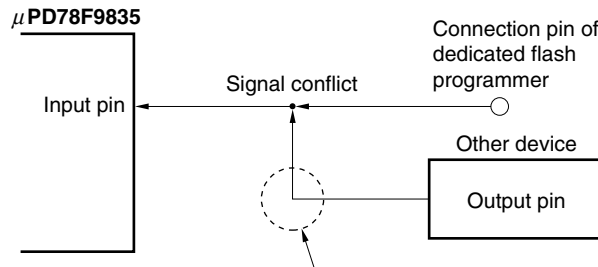 μPD78F9835
Connection pin of
dedicated flash
programmer
Signal conflict
Input pin
Other device
Output pin